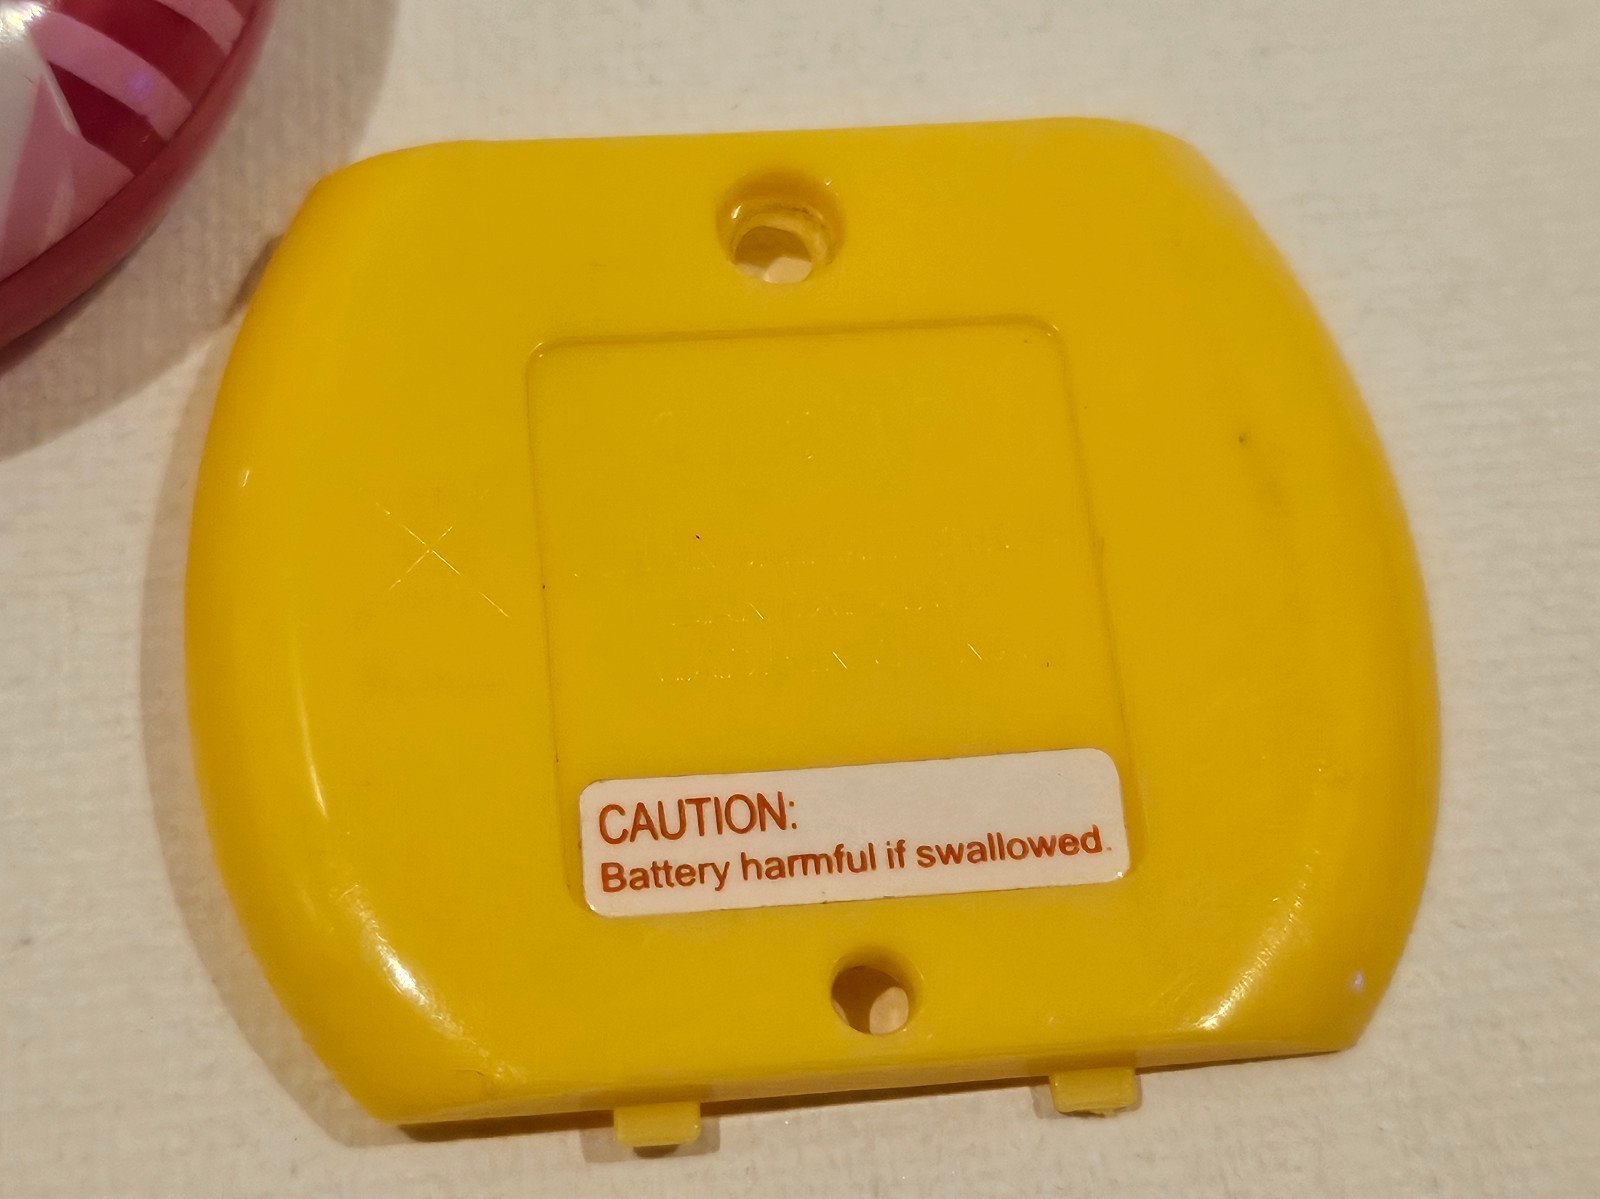 CAUTION:
Battery harmful if swallowed.